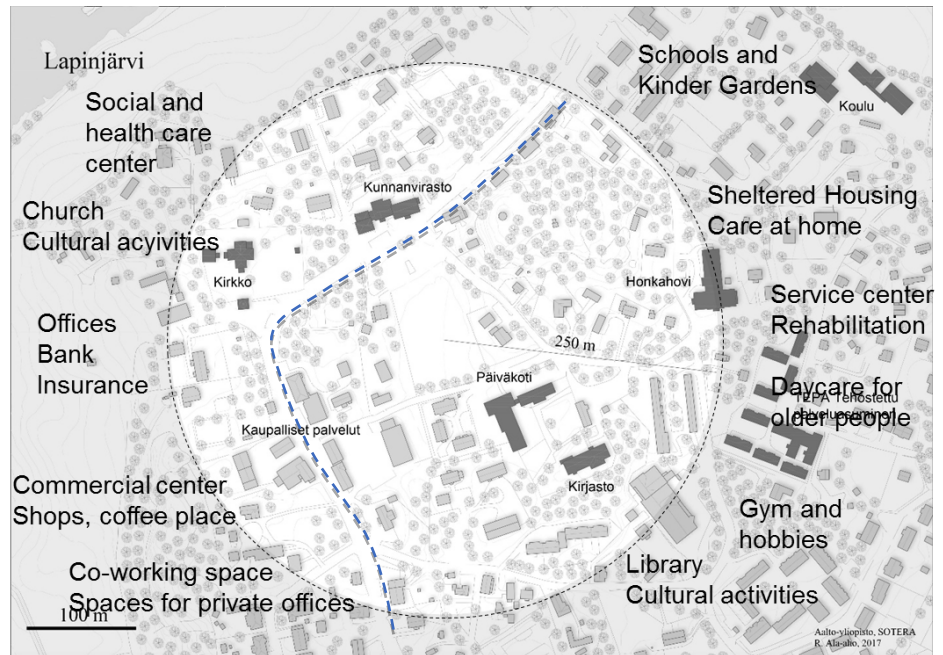 Lapinjärvi
Social and
health care
center
Schools and
Kinder Gardens
Koulu
Kunnanvirasto
Church
Cultural acyivities
Kirkko
Sheltered Housing
Care at home
Honkahovi
Offices
Bank
Insurance
250 m
Service center
Rehabilitation
Päiväkoti
Daycare for
older people
TEPA Tehostettu
palveluasuminen
Kaupalliset palvelut
Kirjasto
Commercial center
Shops, coffee place
Gym and
hobbies
Co-working space
Spaces for private offices
100 m
Library
Cultural activities
Aalto-yliopisto, SOTERA
R. Ala-aho, 2017